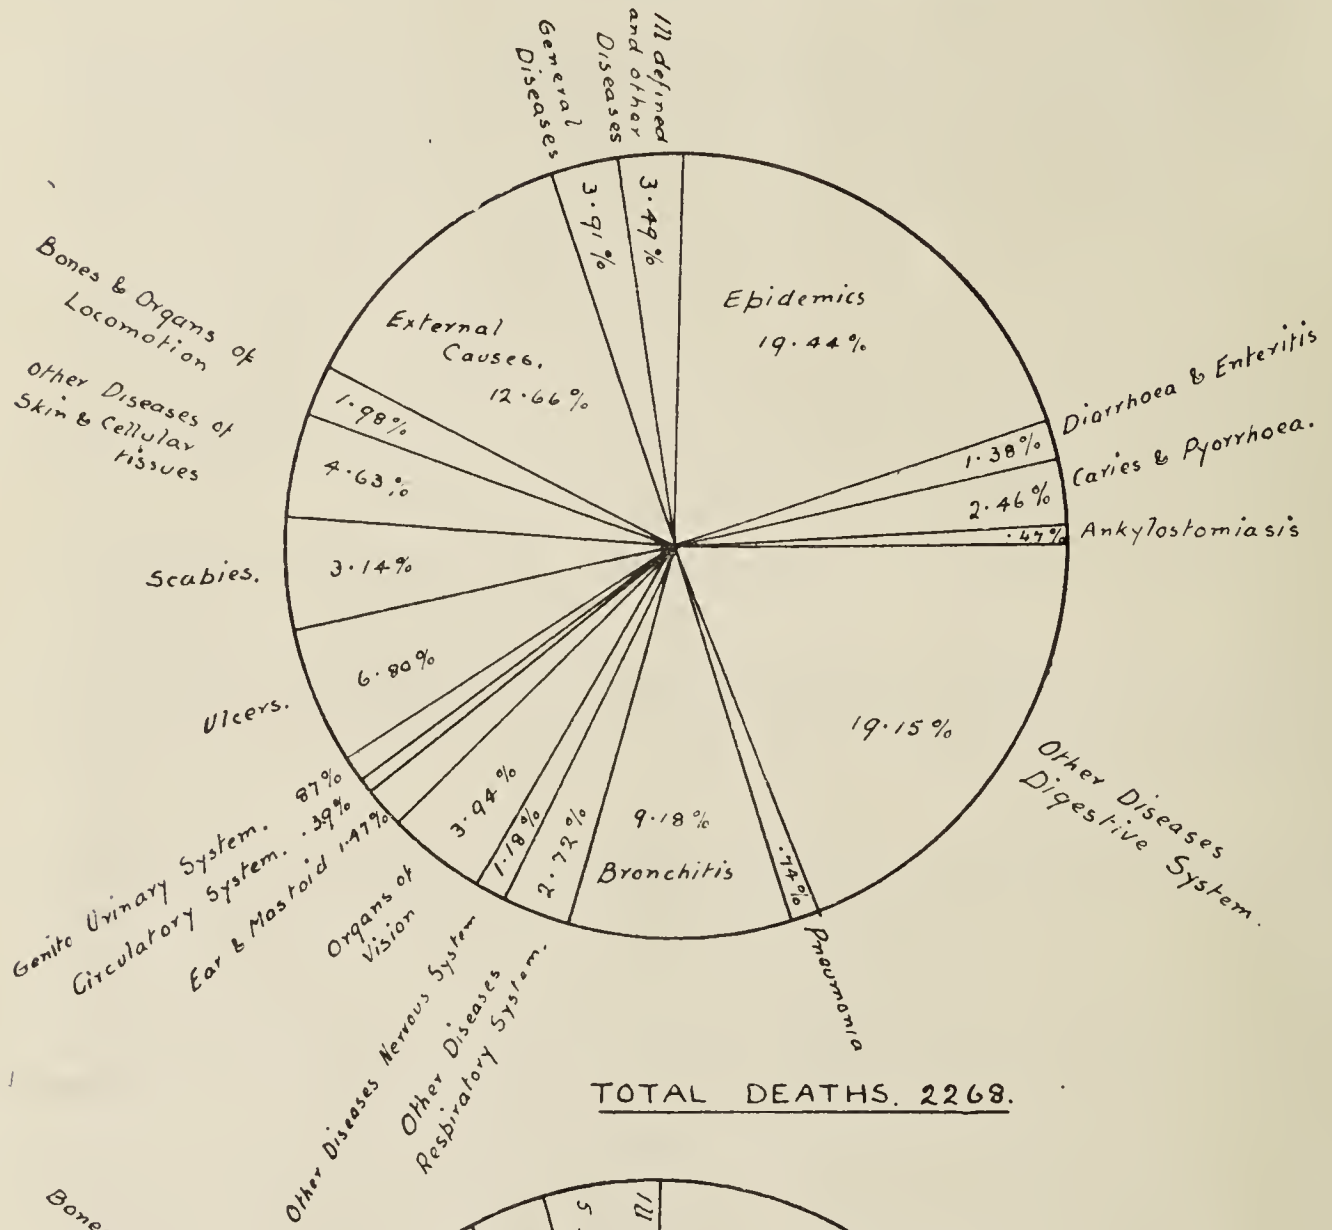 General
Diseases
Ill defined
and other
Diseases
3.91%
3.49%
Epidemics
19.44%
Diarrhoea & Enteritis
1.38%
Caries & Pyorrhoea.
2.46%
Ankylostomiasis
.47%
Other Diseases
Digestive System.
19.15%
Pneumonia
.74%
9.18%
Bronchitis
2.72%
Other Diseases
Respiratory System.
1.18%
Other Diseases Nervous System
3.94%
Organs of
Vision
Ear & Mastoid 1.47%
Circulatory System. .39%
Genito Urinary System. 87%
6.80%
Ulcers.
3.14%
Scabies.
4.63%
Other Diseases of
Skin & Cellular
tissues
1.98%
Bones & Organs of
Locomotion
External
Causes.
12.66%
TOTAL DEATHS. 2268.
Bone
5
Ill